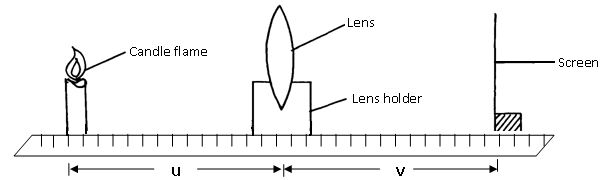 Lens
Candle flame
Screen
Lens holder
u
v